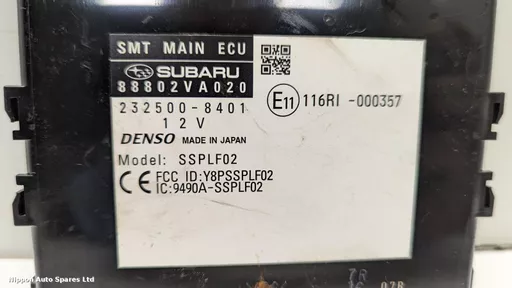 SMT MAIN ECU
SUBARU
88802VA020
232500-8401
12V
E11 116RI -000357
DENSO MADE IN JAPAN
Model: SSPLF02
CE FCC ID:Y8PSSPLF02
IC:9490A-SSPLF02
Nippon Auto Spares Ltd